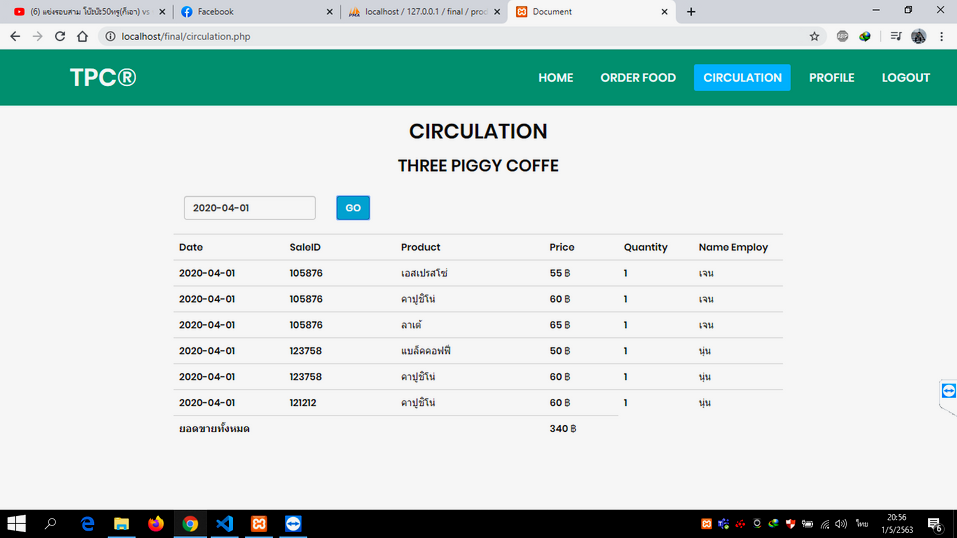 (6) แข่งรอบสาม โป้ปโะ50ทรู(ก็เอา) vs
Facebook
localhost / 127.0.0.1 / final / prod
Document
localhost/final/circulation.php
TPC®
HOME ORDER FOOD CIRCULATION PROFILE LOGOUT
CIRCULATION
THREE PIGGY COFFE
2020-04-01 GO
Date SaleID Product Price Quantity Name Employ
2020-04-01 105876 เอสเปรสโซ่ 55 ฿ 1 เจน
2020-04-01 105876 คาปูชิโน่ 60 ฿ 1 เจน
2020-04-01 105876 ลาเต้ 65 ฿ 1 เจน
2020-04-01 123758 แบล็คคอฟฟี่ 50 ฿ 1 นุ่น
2020-04-01 123758 คาปูชิโน่ 60 ฿ 1 นุ่น
2020-04-01 121212 คาปูชิโน่ 60 ฿ 1 นุ่น
ยอดขายทั้งหมด 340 ฿
ไทย
20:56
1/5/2563
6